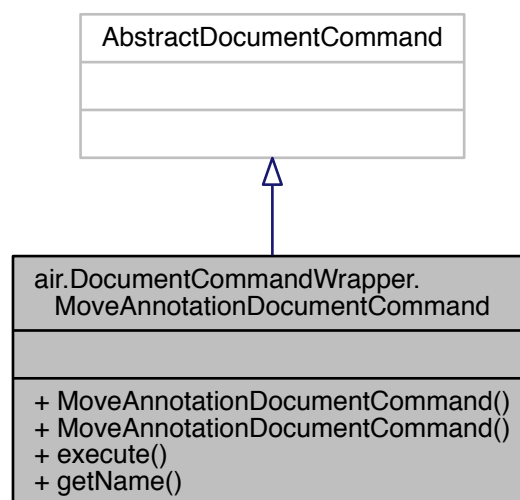 AbstractDocumentCommand
air.DocumentCommandWrapper.
MoveAnnotationDocumentCommand
+ MoveAnnotationDocumentCommand()
+ MoveAnnotationDocumentCommand()
+ execute()
+ getName()